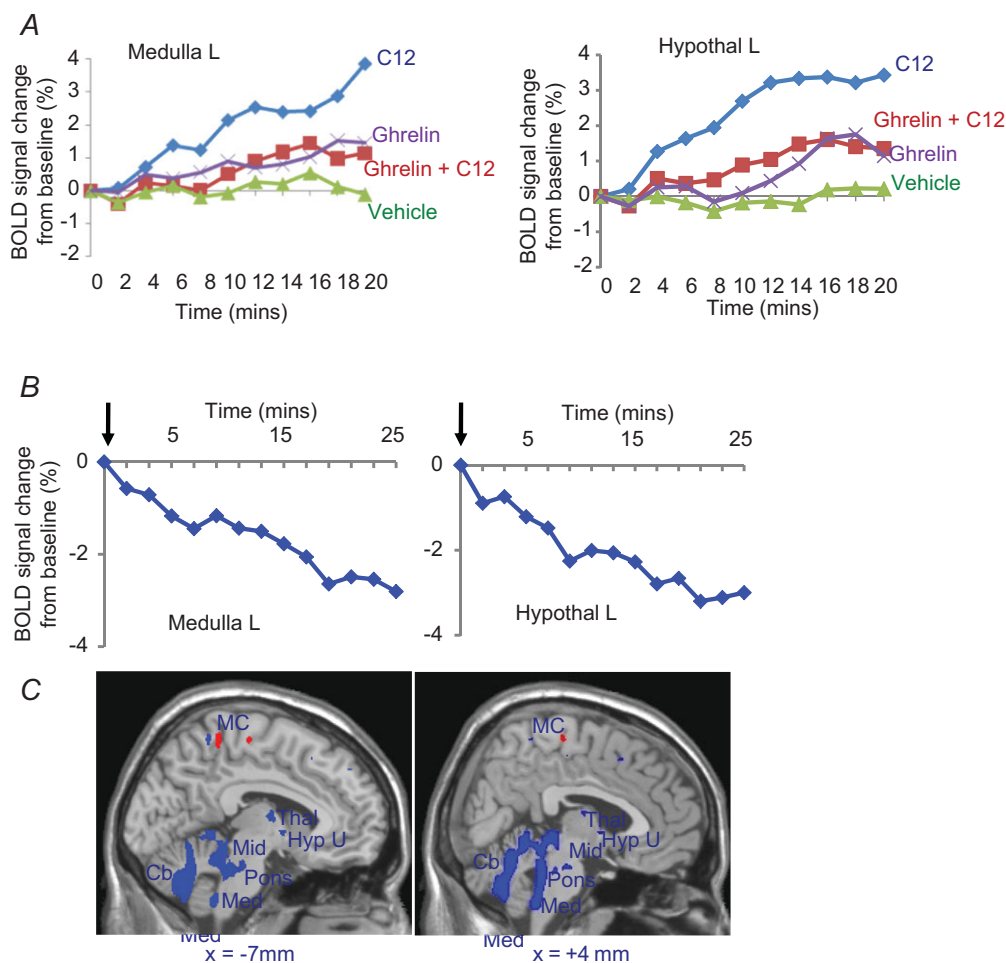 A
Medulla L
BOLD signal change
from baseline (%)
4
3
2
1
0
-1
-2
C12
Ghrelin
Ghrelin + C12
Vehicle
0 2 4 6 8 10 12 14 16 18 20
Time (mins)
Hypothal L
BOLD signal change
from baseline (%)
4
3
2
1
0
-1
-2
C12
Ghrelin + C12
Ghrelin
Vehicle
0 2 4 6 8 10 12 14 16 18 20
Time (mins)
B
Time (mins)
5 15 25
BOLD signal change
from baseline (%)
0
-2
-4
Medulla L
Time (mins)
5 15 25
0
-2
-4
Hypothal L
C
MC
Thal
Hyp U
Mid
Cb
Pons
Med
Med
x = -7mm
MC
Thal
Hyp U
Mid
Cb
Pons
Med
Med
x = +4 mm